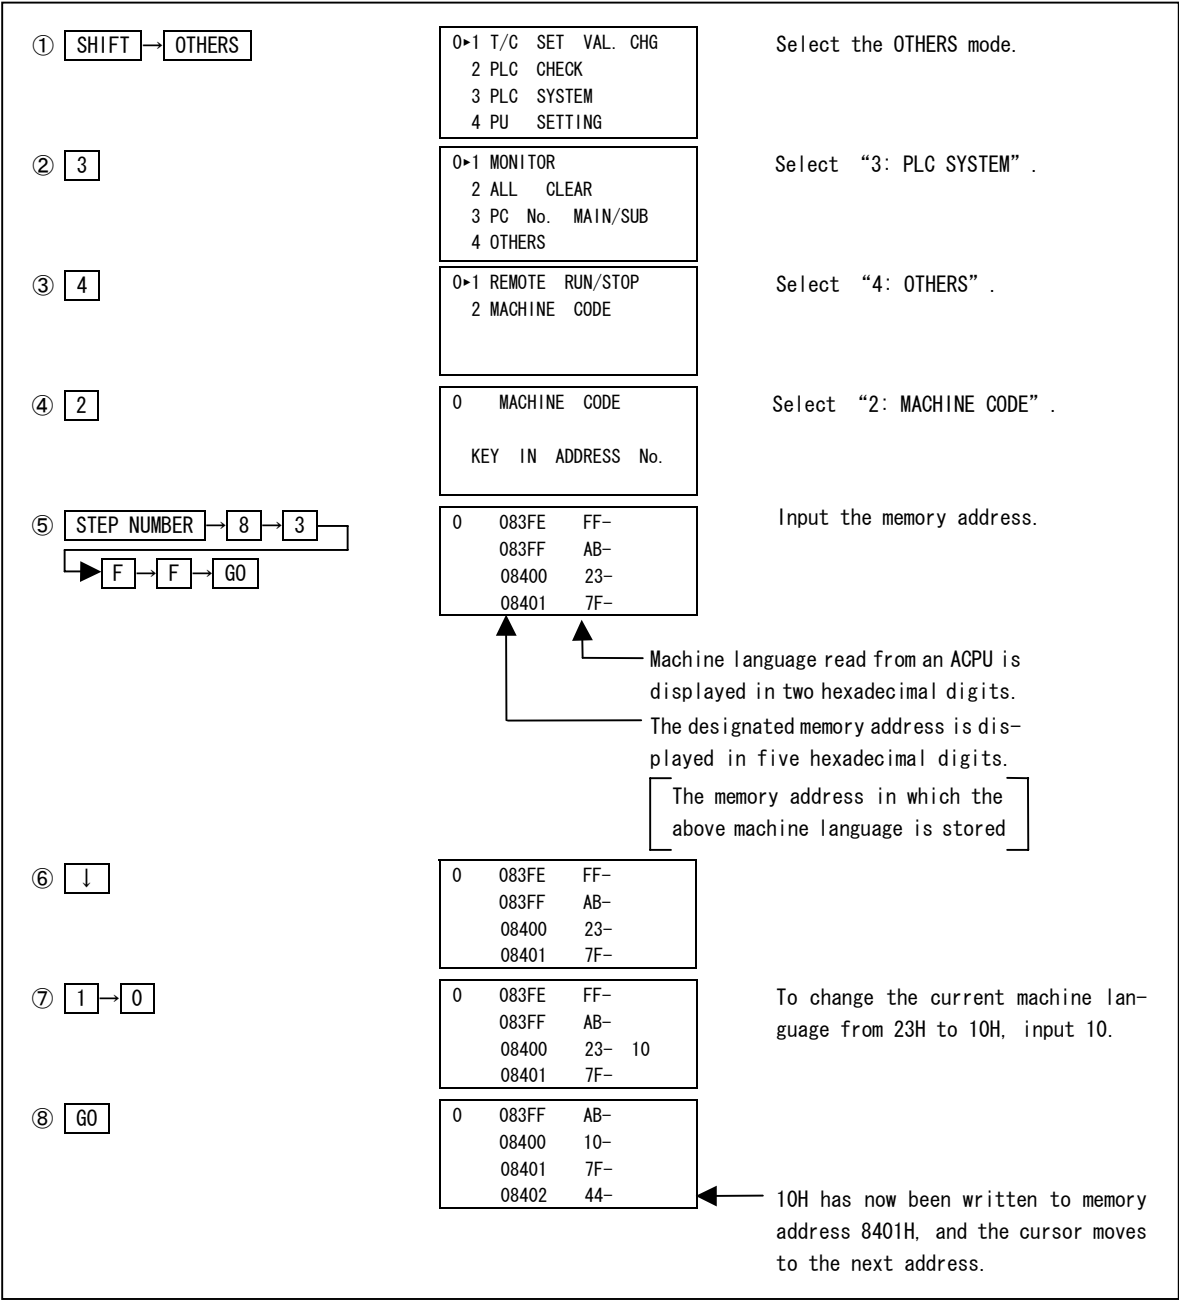 ① SHIFT → OTHERS
0▸1 T/C SET VAL. CHG
2 PLC CHECK
3 PLC SYSTEM
4 PU SETTING
Select the OTHERS mode.
② 3
0▸1 MONITOR
2 ALL CLEAR
3 PC No. MAIN/SUB
4 OTHERS
Select “3: PLC SYSTEM”.
③ 4
0▸1 REMOTE RUN/STOP
2 MACHINE CODE
Select “4: OTHERS”.
④ 2
0 MACHINE CODE
KEY IN ADDRESS No.
Select “2: MACHINE CODE”.
⑤ STEP NUMBER → 8 → 3
F → F → GO
0 083FE FF-
083FF AB-
08400 23-
08401 7F-
Input the memory address.
Machine language read from an ACPU is
displayed in two hexadecimal digits.
The designated memory address is dis-
played in five hexadecimal digits.
The memory address in which the
above machine language is stored
⑥ ↓
0 083FE FF-
083FF AB-
08400 23-
08401 7F-
⑦ 1 → 0
0 083FE FF-
083FF AB-
08400 23- 10
08401 7F-
To change the current machine lan-
guage from 23H to 10H, input 10.
⑧ GO
0 083FF AB-
08400 10-
08401 7F-
08402 44-
10H has now been written to memory
address 8401H, and the cursor moves
to the next address.